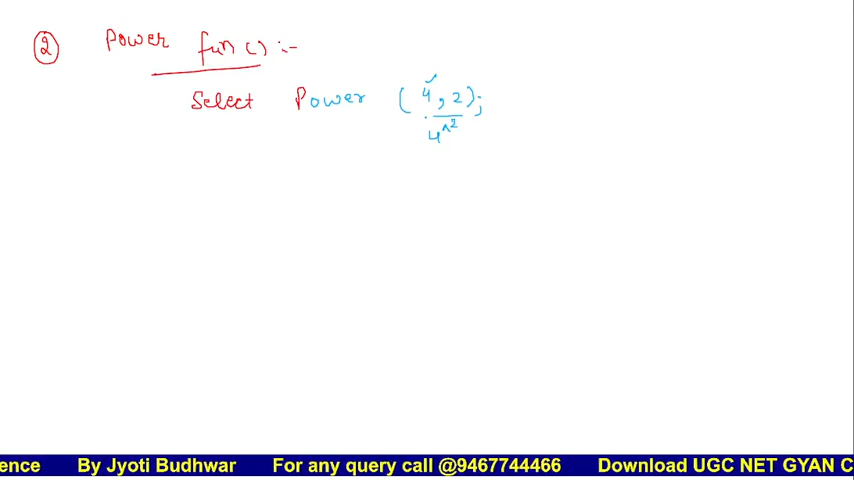 ② Power fun() :-
Select Power (4, 2);
4^2
ence By Jyoti Budhwar For any query call @9467744466 Download UGC NET GYAN C